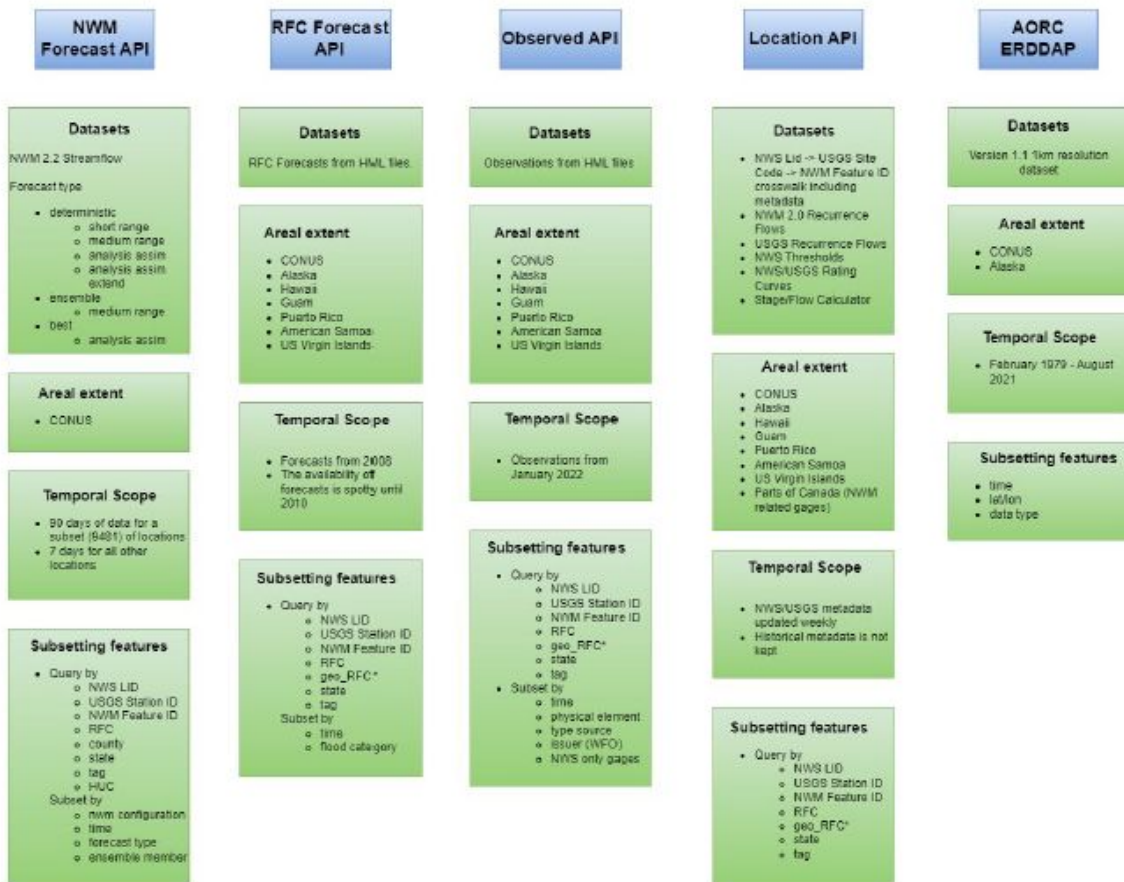 NWM
Forecast API
Datasets
NWM 2.2 Streamflow
Forecast type
• deterministic
o short range
o medium range
o analysis assim
o analysis assim
extend
• ensemble
o medium range
• best
o analysis assim
Areal extent
• CONUS
Temporal Scope
• 90 days of data for a
subset (9481) of locations
• 7 days for all other
locations
Subsetting features
• Query by
o NWS LID
o USGS Station ID
o NWM Feature ID
o RFC
o county
o state
o tag
o HUC
Subset by
o nwm configuration
o time
o forecast type
o ensemble member
RFC Forecast
API
Datasets
RFC Forecasts from HML files.
Areal extent
• CONUS
• Alaska
• Hawaii
• Guam
• Puerto Rico
• American Samoa
• US Virgin Islands
Temporal Scope
• Forecasts from 2008
• The availability off
forecasts is spotty until
2010
Subsetting features
• Query by
o NWS LID
o USGS Station ID
o NWM Feature ID
o RFC
o geo_RFC*
o state
o tag
Subset by
o time
o flood category
Observed API
Datasets
Observations from HML files
Areal extent
• CONUS
• Alaska
• Hawaii
• Guam
• Puerto Rico
• American Samoa
• US Virgin Islands
Temporal Scope
• Observations from
January 2022
Subsetting features
• Query by
o NWS LID
o USGS Station ID
o NWM Feature ID
o RFC
o geo_RFC*
o state
o tag
• Subset by
o time
o physical element
o type source
o issuer (WFO)
o NWS only gages
Location API
Datasets
• NWS Lid -> USGS Site
Code -> NWM Feature ID
crosswalk including
metadata
• NWM 2.0 Recurrence
Flows
• USGS Recurrence Flows
• NWS Thresholds
• NWS/USGS Rating
Curves
• Stage/Flow Calculator
Areal extent
• CONUS
• Alaska
• Hawaii
• Guam
• Puerto Rico
• American Samoa
• US Virgin Islands
• Parts of Canada (NWM
related gages)
Temporal Scope
• NWS/USGS metadata
updated weekly
• Historical metadata is not
kept
Subsetting features
• Query by
o NWS LID
o USGS Station ID
o NWM Feature ID
o RFC
o geo_RFC*
o state
o tag
AORC
ERDDAP
Datasets
Version 1.1 1km resolution
dataset
Areal extent
• CONUS
• Alaska
Temporal Scope
• February 1979 - August
2021
Subsetting features
• time
• lat/lon
• data type